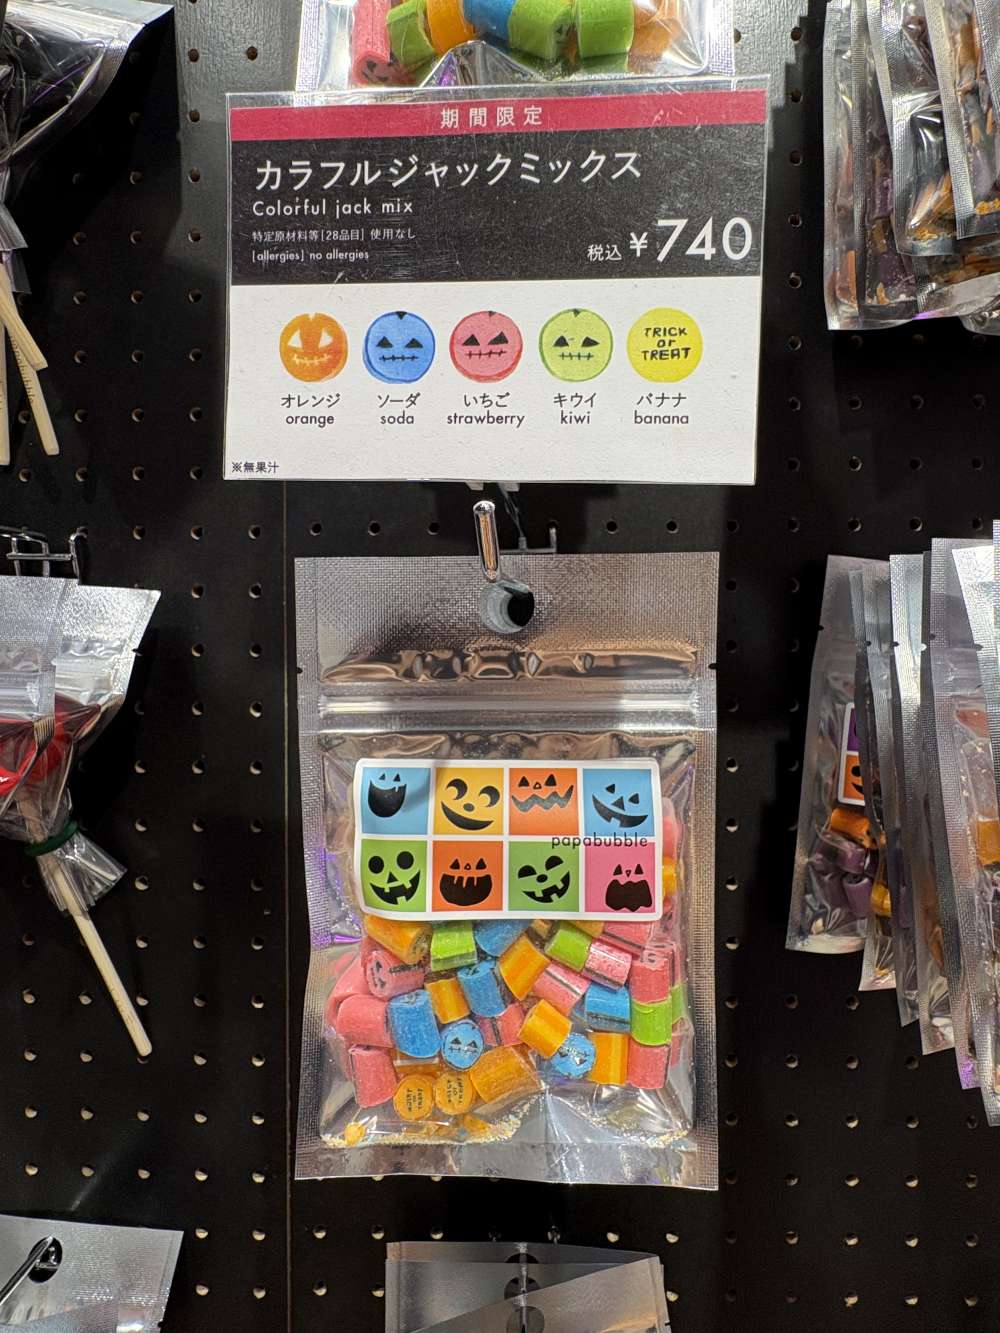 期間限定
カラフルジャックミックス
Colorful jack mix
特定原材料等[28品目] 使用なし
[allergies] no allergies
税込 ¥740
TRICK
or
TREAT
オレンジ ソーダ いちご キウイ バナナ
orange soda strawberry kiwi banana
※無果汁
papabubble